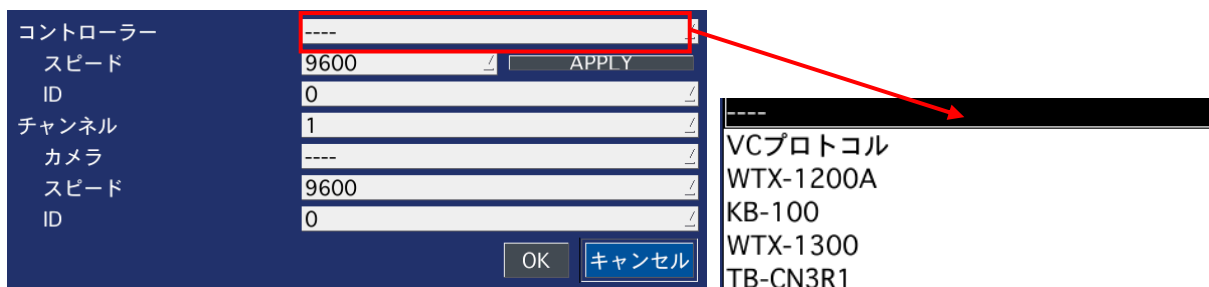 コントローラー ----
スピード 9600 APPLY
ID 0
チャンネル 1
カメラ ----
スピード 9600
ID 0
OK キャンセル
----
VCプロトコル
WTX-1200A
KB-100
WTX-1300
TB-CN3R1